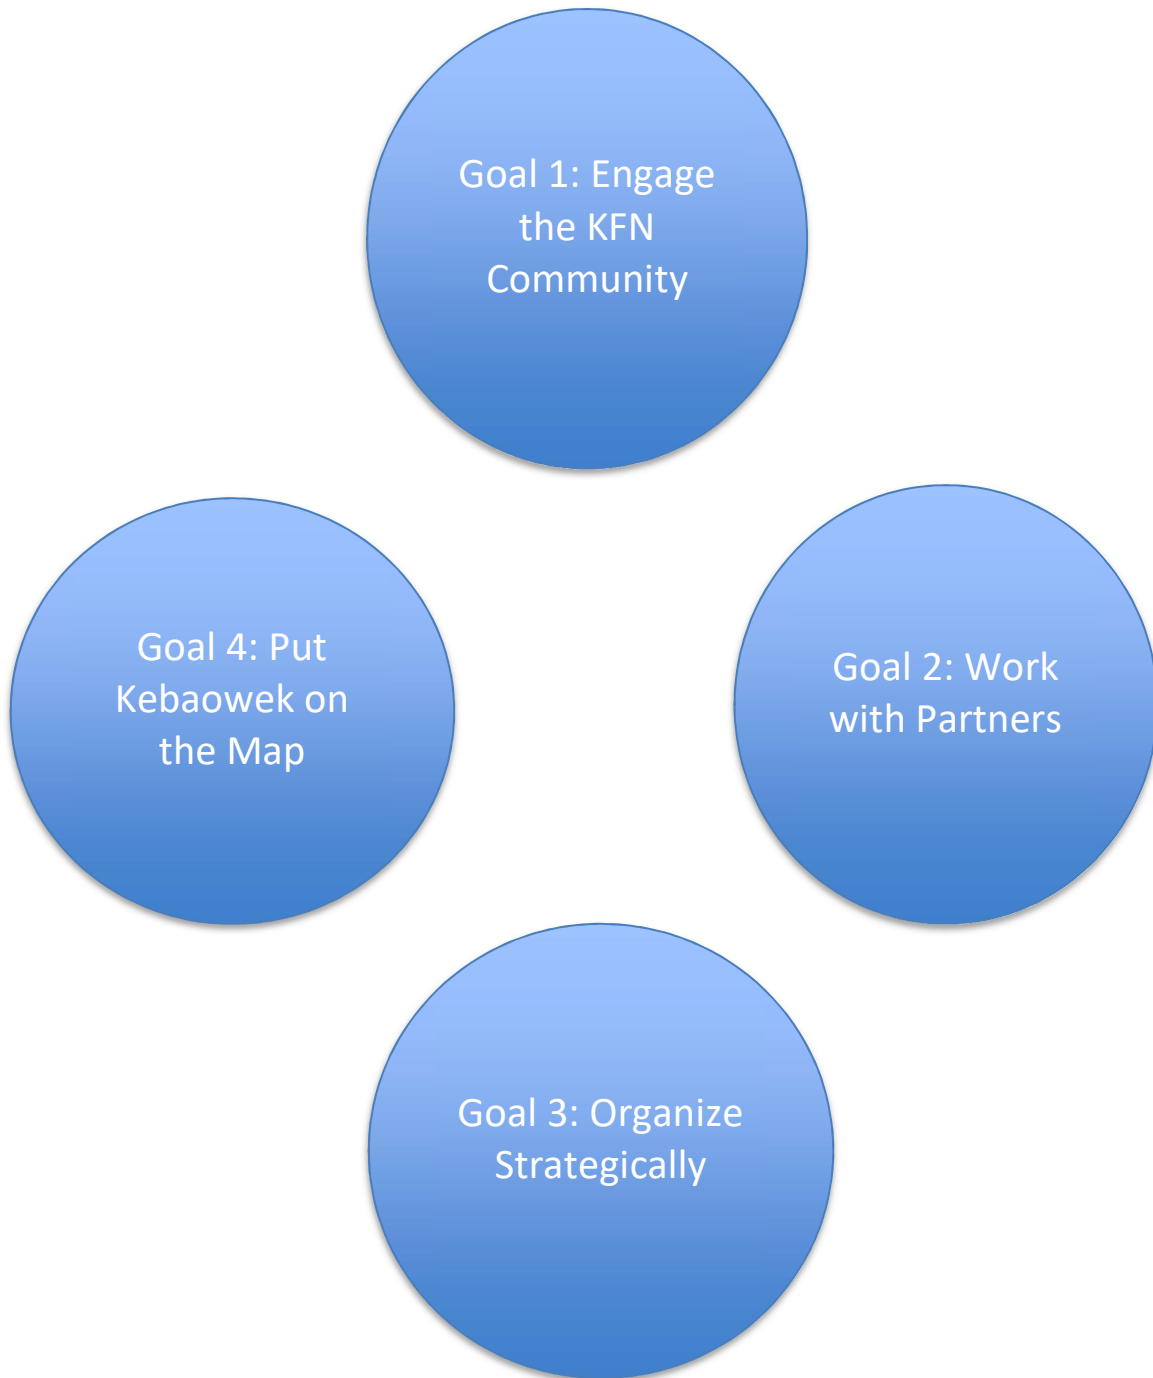 Goal 1: Engage
the KFN
Community
Goal 4: Put
Kebaowek on
the Map
Goal 2: Work
with Partners
Goal 3: Organize
Strategically